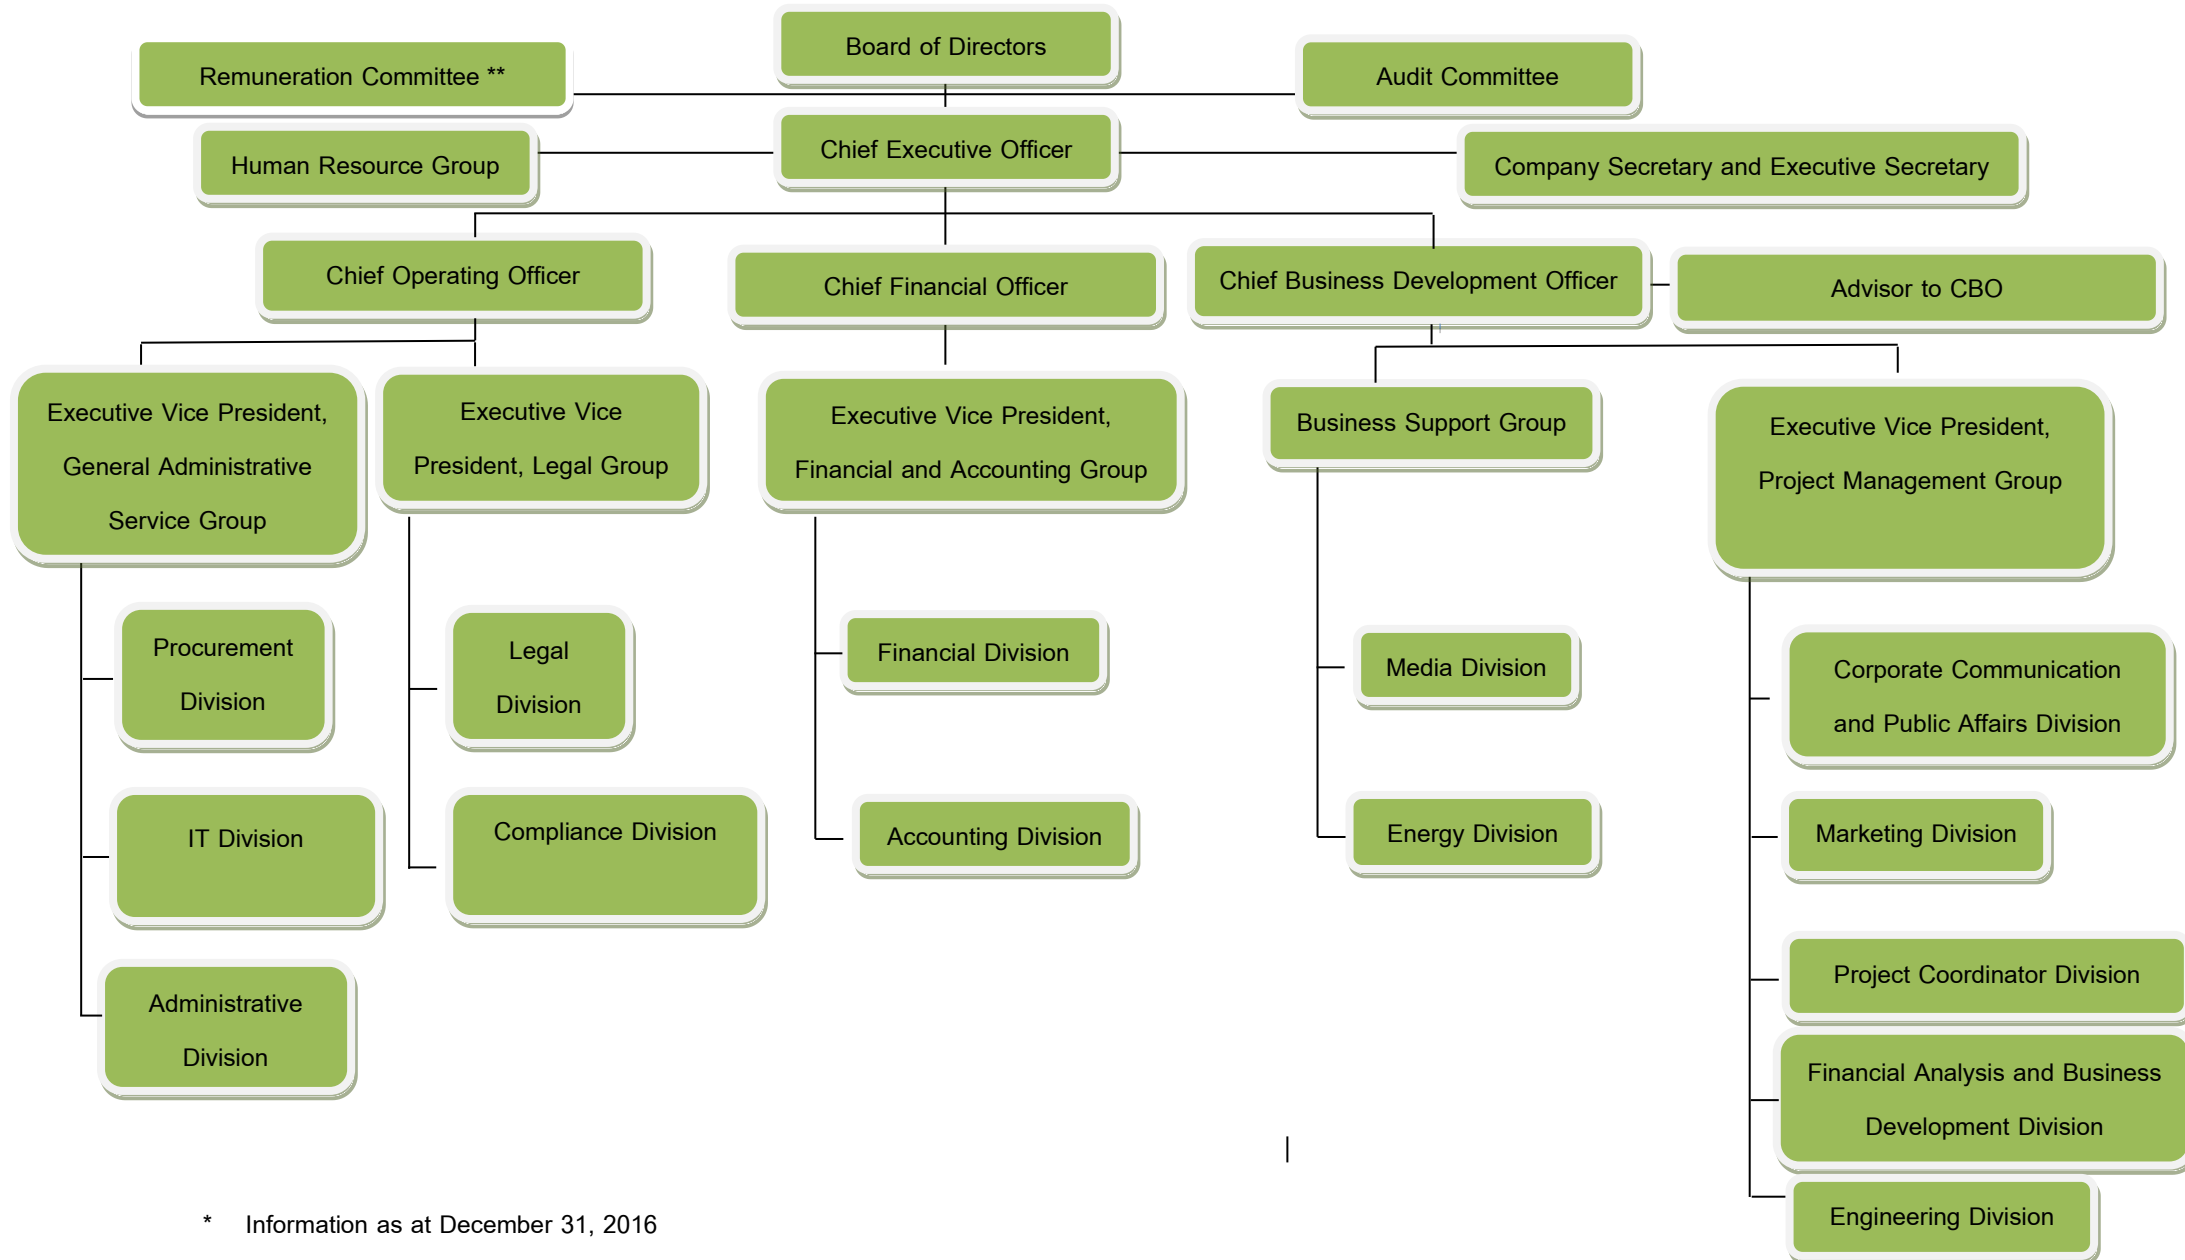 Board of Directors
Remuneration Committee **
Audit Committee
Chief Executive Officer
Human Resource Group
Company Secretary and Executive Secretary
Chief Operating Officer
Chief Financial Officer
Chief Business Development Officer
Advisor to CBO
Executive Vice President,
General Administrative
Service Group
Executive Vice
President, Legal Group
Executive Vice President,
Financial and Accounting Group
Business Support Group
Executive Vice President,
Project Management Group
Procurement
Division
Legal
Division
Financial Division
Media Division
Corporate Communication
and Public Affairs Division
IT Division
Compliance Division
Accounting Division
Energy Division
Marketing Division
Administrative
Division
Project Coordinator Division
Financial Analysis and Business
Development Division
Engineering Division
* Information as at December 31, 2016